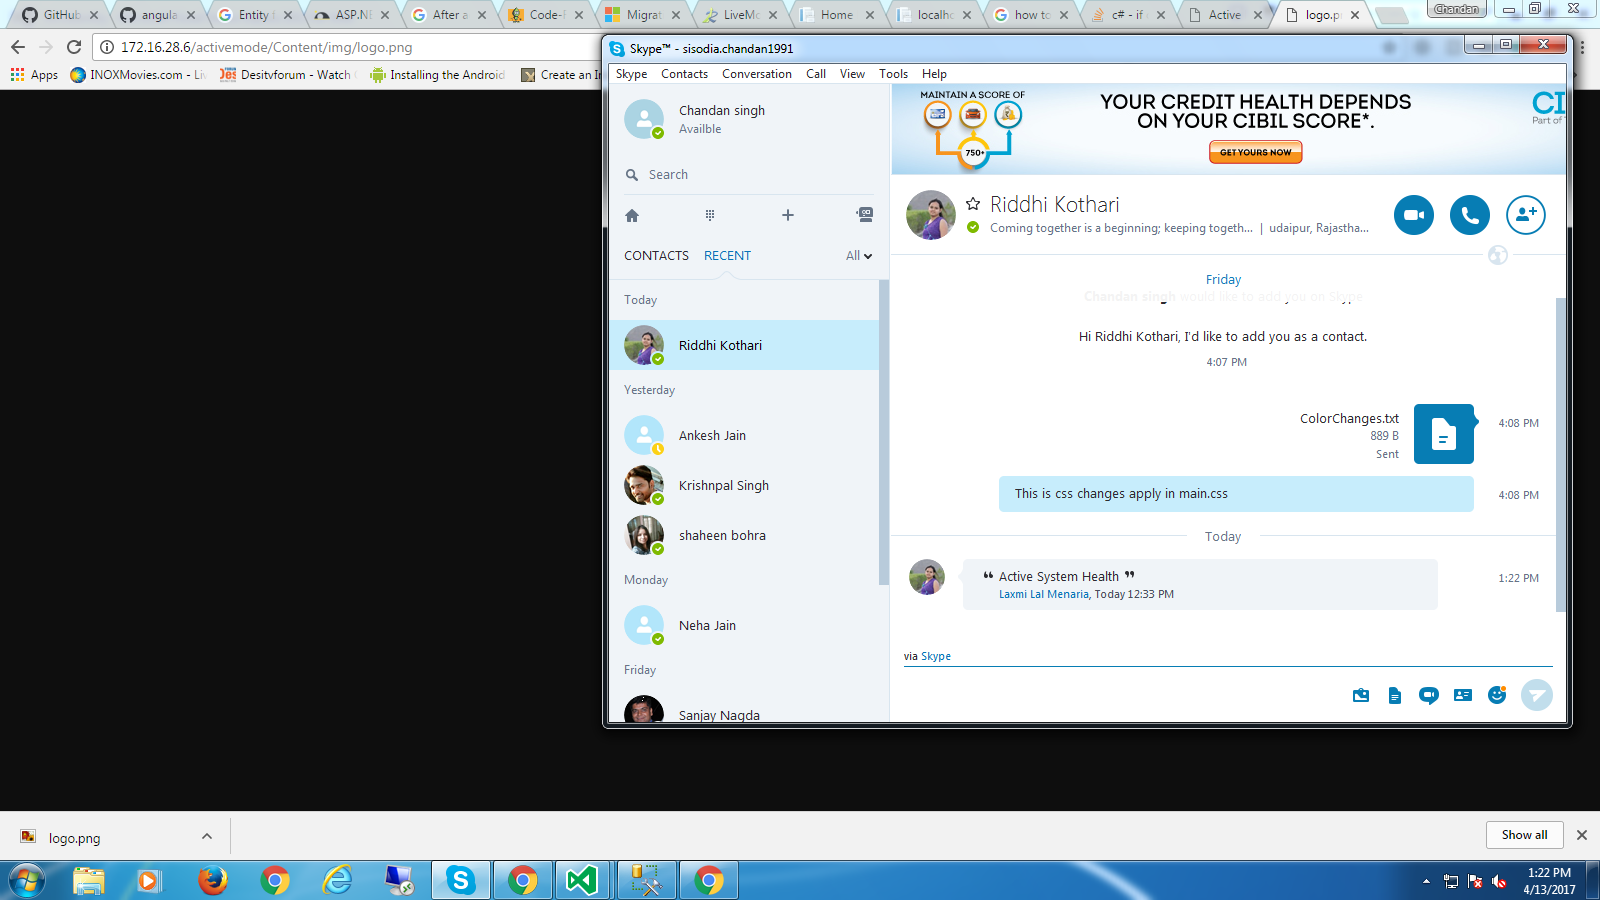 GitHub
angula
Entity f
ASP.NE
After a
Code-F
Migrat
LiveMo
Home
localho
how to
c# - if
Active
logo.p
Chandan
172.16.28.6/activemode/Content/img/logo.png
Apps
INOXMovies.com - Li
Desitvforum - Watch
Installing the Android
Create an In
Skype™ - sisodia.chandan1991
Skype Contacts Conversation Call View Tools Help
Chandan singh
Availble
Search
CONTACTS RECENT All
Today
Riddhi Kothari
Yesterday
Ankesh Jain
Krishnpal Singh
shaheen bohra
Monday
Neha Jain
Friday
Sanjay Nagda
MAINTAIN A SCORE OF
750+
YOUR CREDIT HEALTH DEPENDS
ON YOUR CIBIL SCORE*.
GET YOURS NOW
CI
Part of
Riddhi Kothari
Coming together is a beginning; keeping togeth... | udaipur, Rajastha...
Friday
Chandan singh would like to add you on Skype
Hi Riddhi Kothari, I'd like to add you as a contact.
4:07 PM
ColorChanges.txt
889 B
Sent
4:08 PM
This is css changes apply in main.css
4:08 PM
Today
❝ Active System Health ❞
Laxmi Lal Menaria, Today 12:33 PM
1:22 PM
via Skype
logo.png
Show all
1:22 PM
4/13/2017